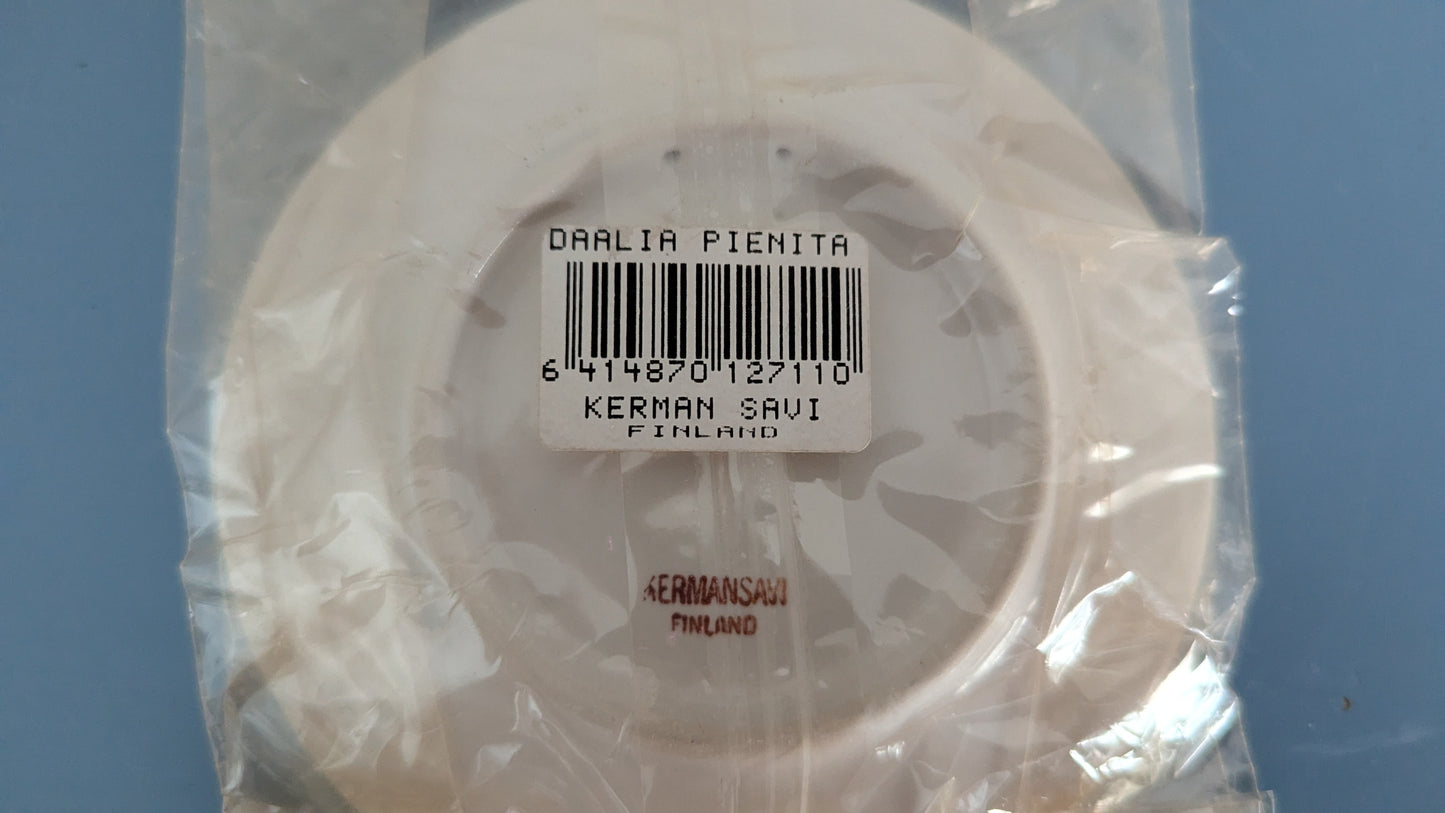 DAALIA PIENITA
6 414870 127110
KERMAN SAVI
FINLAND
KERMANSAVI
FINLAND